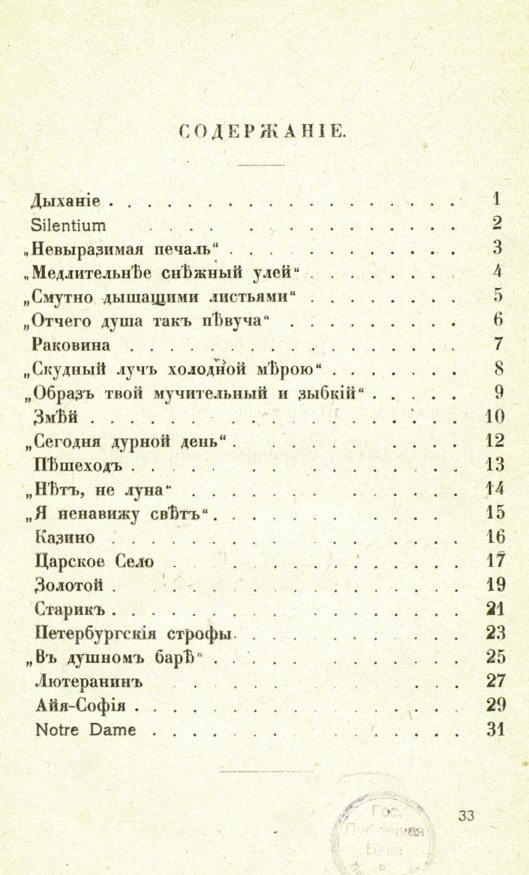 СОДЕРЖАНІЕ.
Дыханіе . . . . . . . . . . . . . . . . . 1
Silentium . . . . . . . . . . . . . . . 2
„Невыразимая печаль“ . . . . . . . . . . . 3
„Медлительнѣе снѣжный улей“ . . . . . . . . 4
„Смутно дышащими листьями“ . . . . . . . . 5
„Отчего душа такъ пѣвуча“ . . . . . . . . . 6
Раковина . . . . . . . . . . . . . . . . 7
„Скудный лучъ холодной мѣрою“ . . . . . . . 8
„Образъ твой мучительный и зыбкій“ . . . . . 9
Змѣй . . . . . . . . . . . . . . . . . . 10
„Сегодня дурной день“ . . . . . . . . . . . 12
Пѣшеходъ . . . . . . . . . . . . . . . . 13
„Нѣтъ, не луна“ . . . . . . . . . . . . . 14
„Я ненавижу свѣтъ“ . . . . . . . . . . . . 15
Казино . . . . . . . . . . . . . . . . . 16
Царское Село . . . . . . . . . . . . . . 17
Золотой . . . . . . . . . . . . . . . . . 19
Старикъ . . . . . . . . . . . . . . . . . 21
Петербургскія строфы . . . . . . . . . . . 23
„Въ душномъ барѣ“ . . . . . . . . . . . . 25
Лютеранинъ . . . . . . . . . . . . . . . 27
Айя-Софія . . . . . . . . . . . . . . . . 29
Notre Dame . . . . . . . . . . . . . . . 31
33
Гос.
Публичная